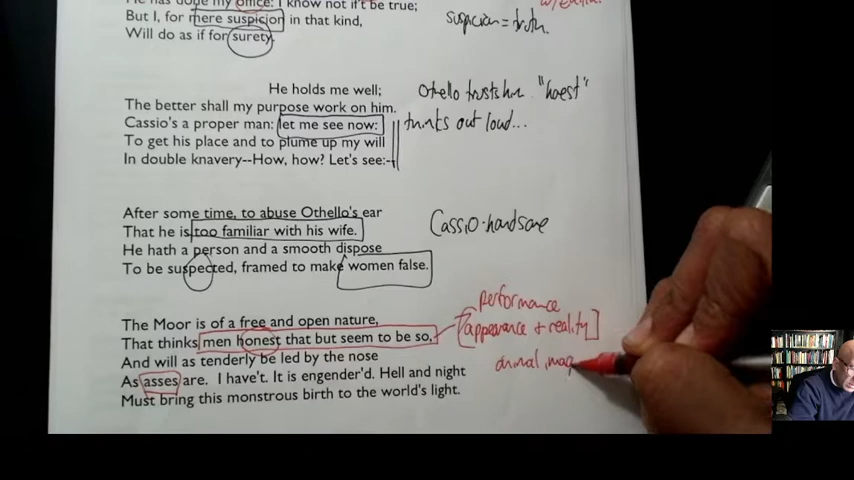 He has done my office: I know not if't be true;
But I, for mere suspicion in that kind,
Will do as if for surety.
suspicion = truth.
He holds me well;
The better shall my purpose work on him.
Cassio's a proper man: let me see now:
To get his place and to plume up my will
In double knavery--How, how? Let's see:--
Othello trusts him "honest"
thinks out loud...
After some time, to abuse Othello's ear
That he is too familiar with his wife.
He hath a person and a smooth dispose
To be suspected, framed to make women false.
Cassio - handsome
The Moor is of a free and open nature,
That thinks men honest that but seem to be so,
And will as tenderly be led by the nose
As asses are. I have't. It is engender'd. Hell and night
Must bring this monstrous birth to the world's light.
performance
[appearance + reality]
animal imag